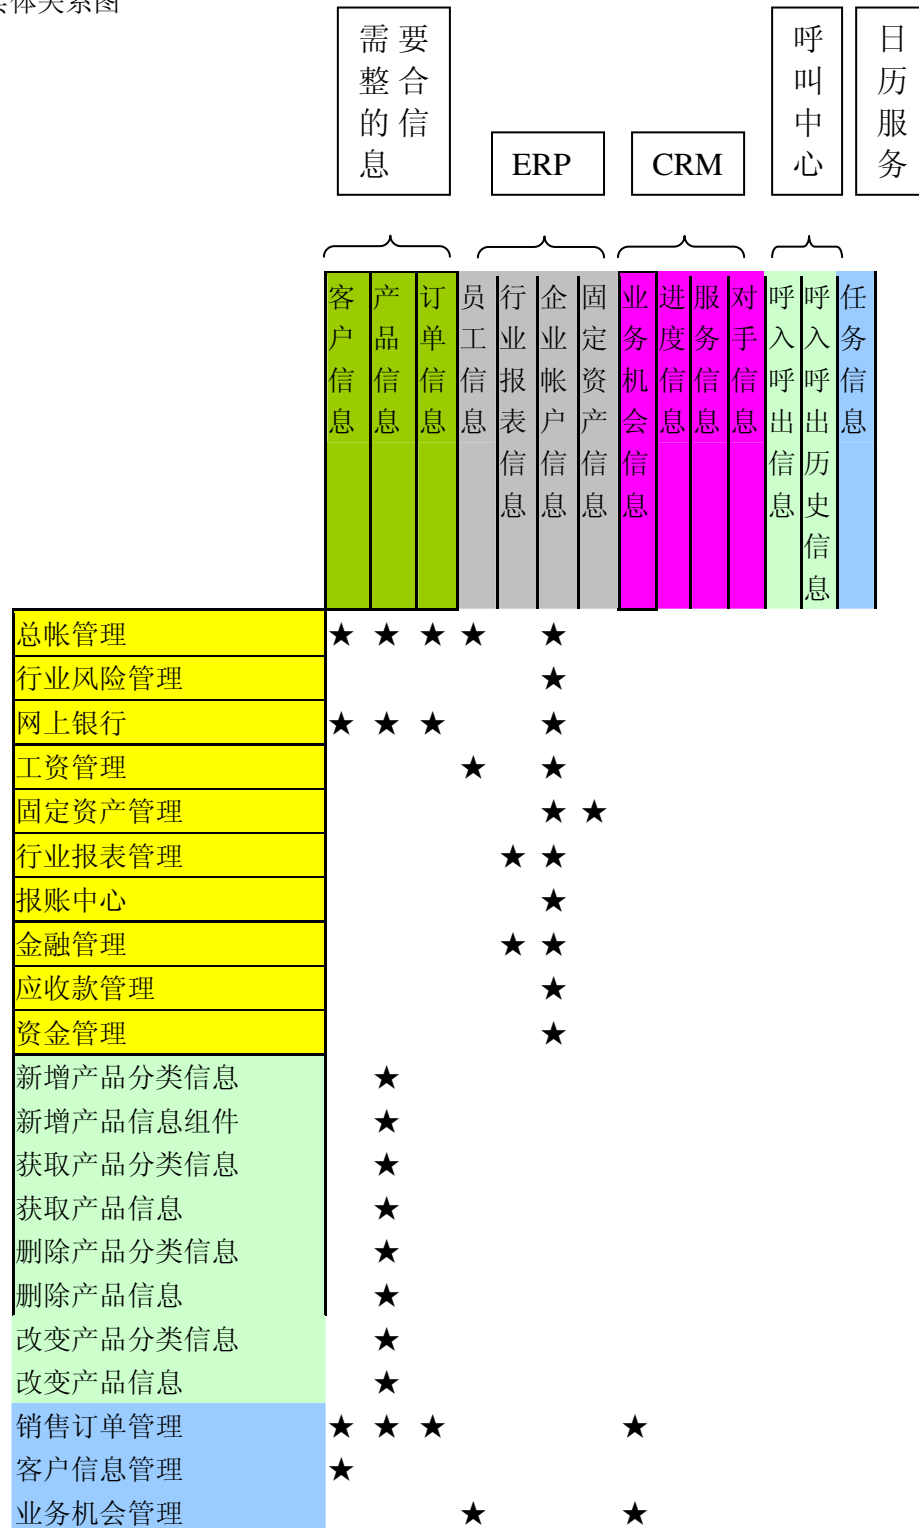 具体关系图
需要
整合
的信
息
ERP
CRM
呼叫中心
日历服务
客户信息
产品信息
订单信息
员工信息
行业报表信息
企业帐户信息
固定资产信息
业务机会信息
进度信息
服务信息
对手信息
呼入呼出信息
呼入呼出历史信息
任务信息
总帐管理 ★ ★ ★ ★ ★
行业风险管理 ★
网上银行 ★ ★ ★ ★
工资管理 ★ ★
固定资产管理 ★ ★
行业报表管理 ★ ★
报账中心 ★
金融管理 ★ ★
应收款管理 ★
资金管理 ★
新增产品分类信息 ★
新增产品信息组件 ★
获取产品分类信息 ★
获取产品信息 ★
删除产品分类信息 ★
删除产品信息 ★
改变产品分类信息 ★
改变产品信息 ★
销售订单管理 ★ ★ ★ ★
客户信息管理 ★
业务机会管理 ★ ★